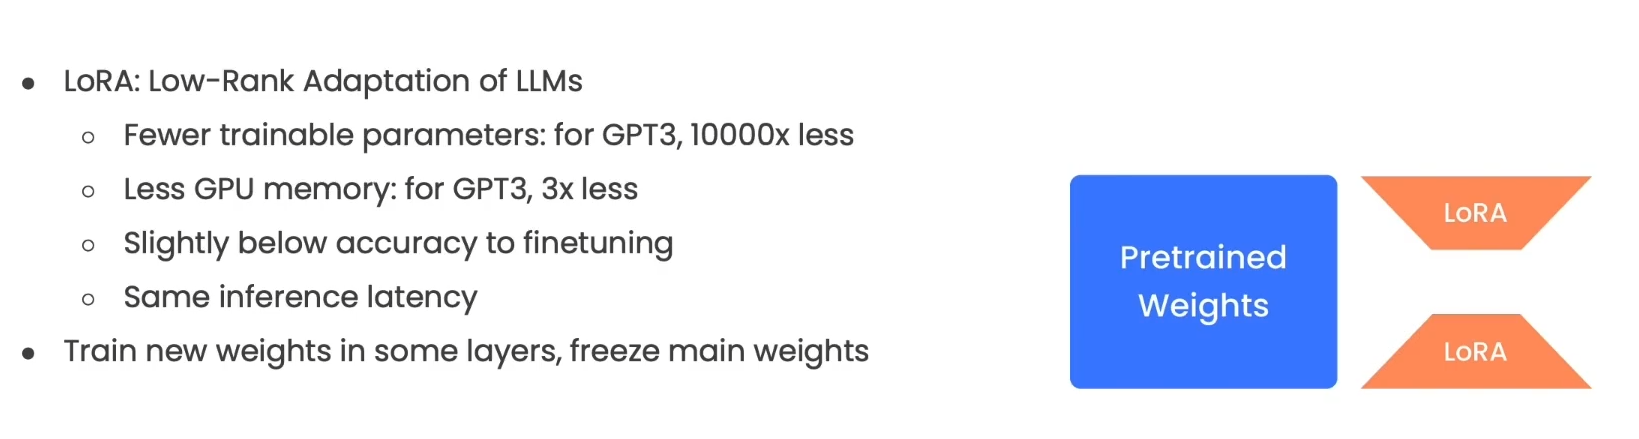 ● LoRA: Low-Rank Adaptation of LLMs
○ Fewer trainable parameters: for GPT3, 10000x less
○ Less GPU memory: for GPT3, 3x less
○ Slightly below accuracy to finetuning
○ Same inference latency
● Train new weights in some layers, freeze main weights
Pretrained
Weights
LoRA
LoRA